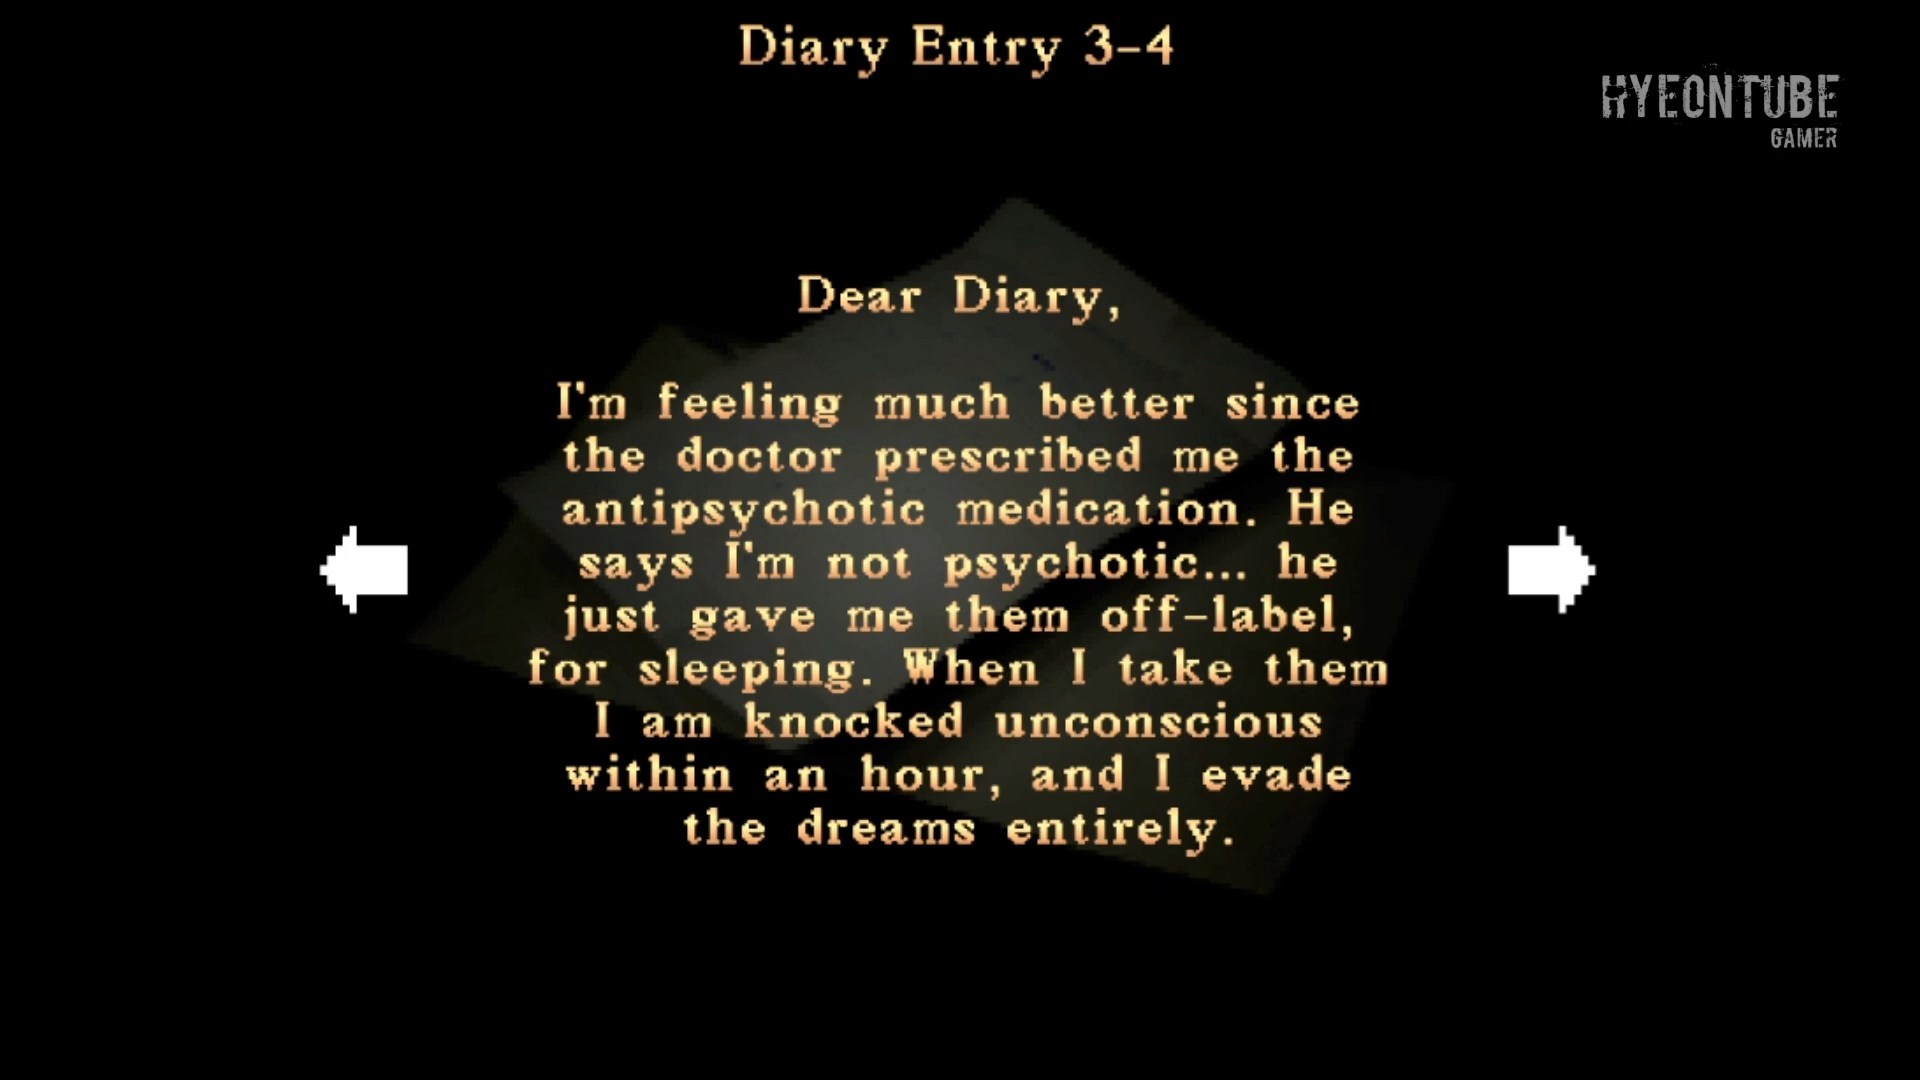 Diary Entry 3-4
HYEONTUBE
GAMER
Dear Diary,
I'm feeling much better since
the doctor prescribed me the
antipsychotic medication. He
says I'm not psychotic... he
just gave me them off-label,
for sleeping. When I take them
I am knocked unconscious
within an hour, and I evade
the dreams entirely.